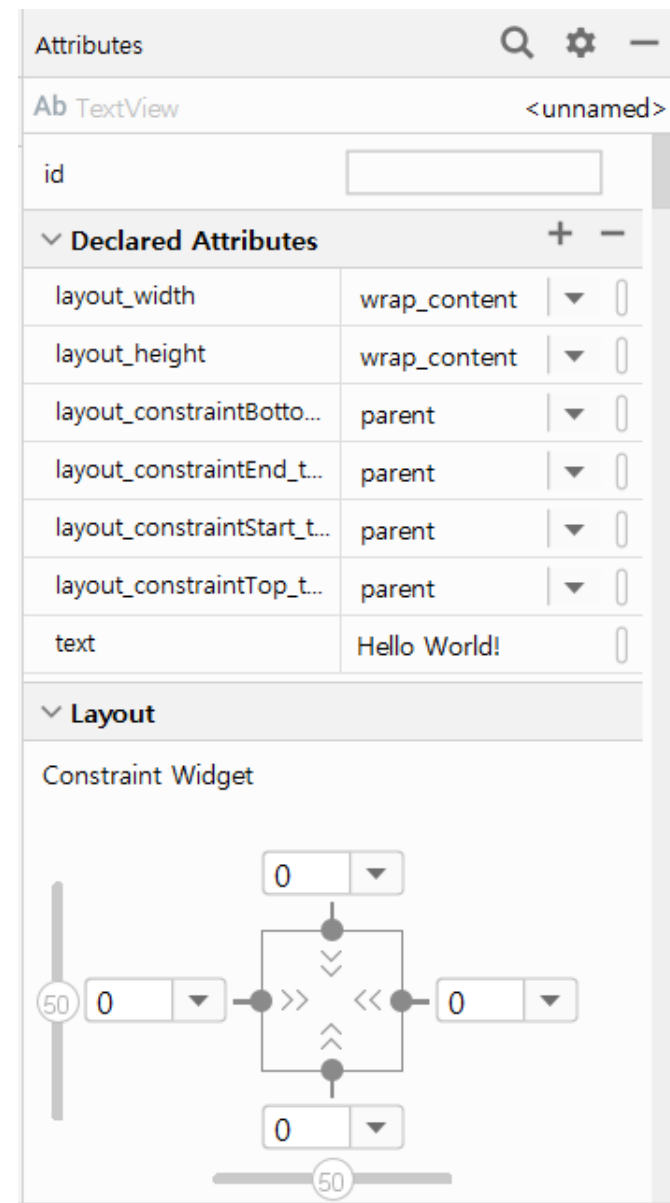 Attributes
Ab TextView <unnamed>
id
Declared Attributes
layout_width wrap_content
layout_height wrap_content
layout_constraintBotto... parent
layout_constraintEnd_t... parent
layout_constraintStart_t... parent
layout_constraintTop_t... parent
text Hello World!
Layout
Constraint Widget
0
50 0 0
0
50